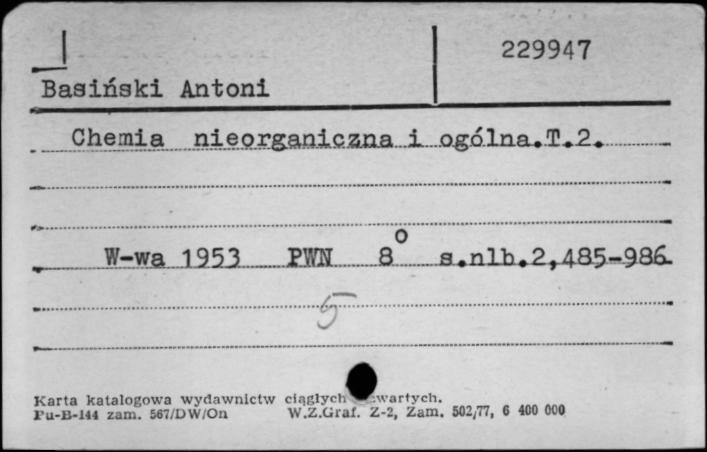 229947
Basiński Antoni
Chemia nieorganiczna i ogólna.T.2.
W-wa 1953 PWN 8° s.nlb.2,485-986
5
Karta katalogowa wydawnictw ciągłych
Pu-B-144 zam. 567/DW/On W.Z.Graf. Z-2, Zam. 502/77, 6 400 000